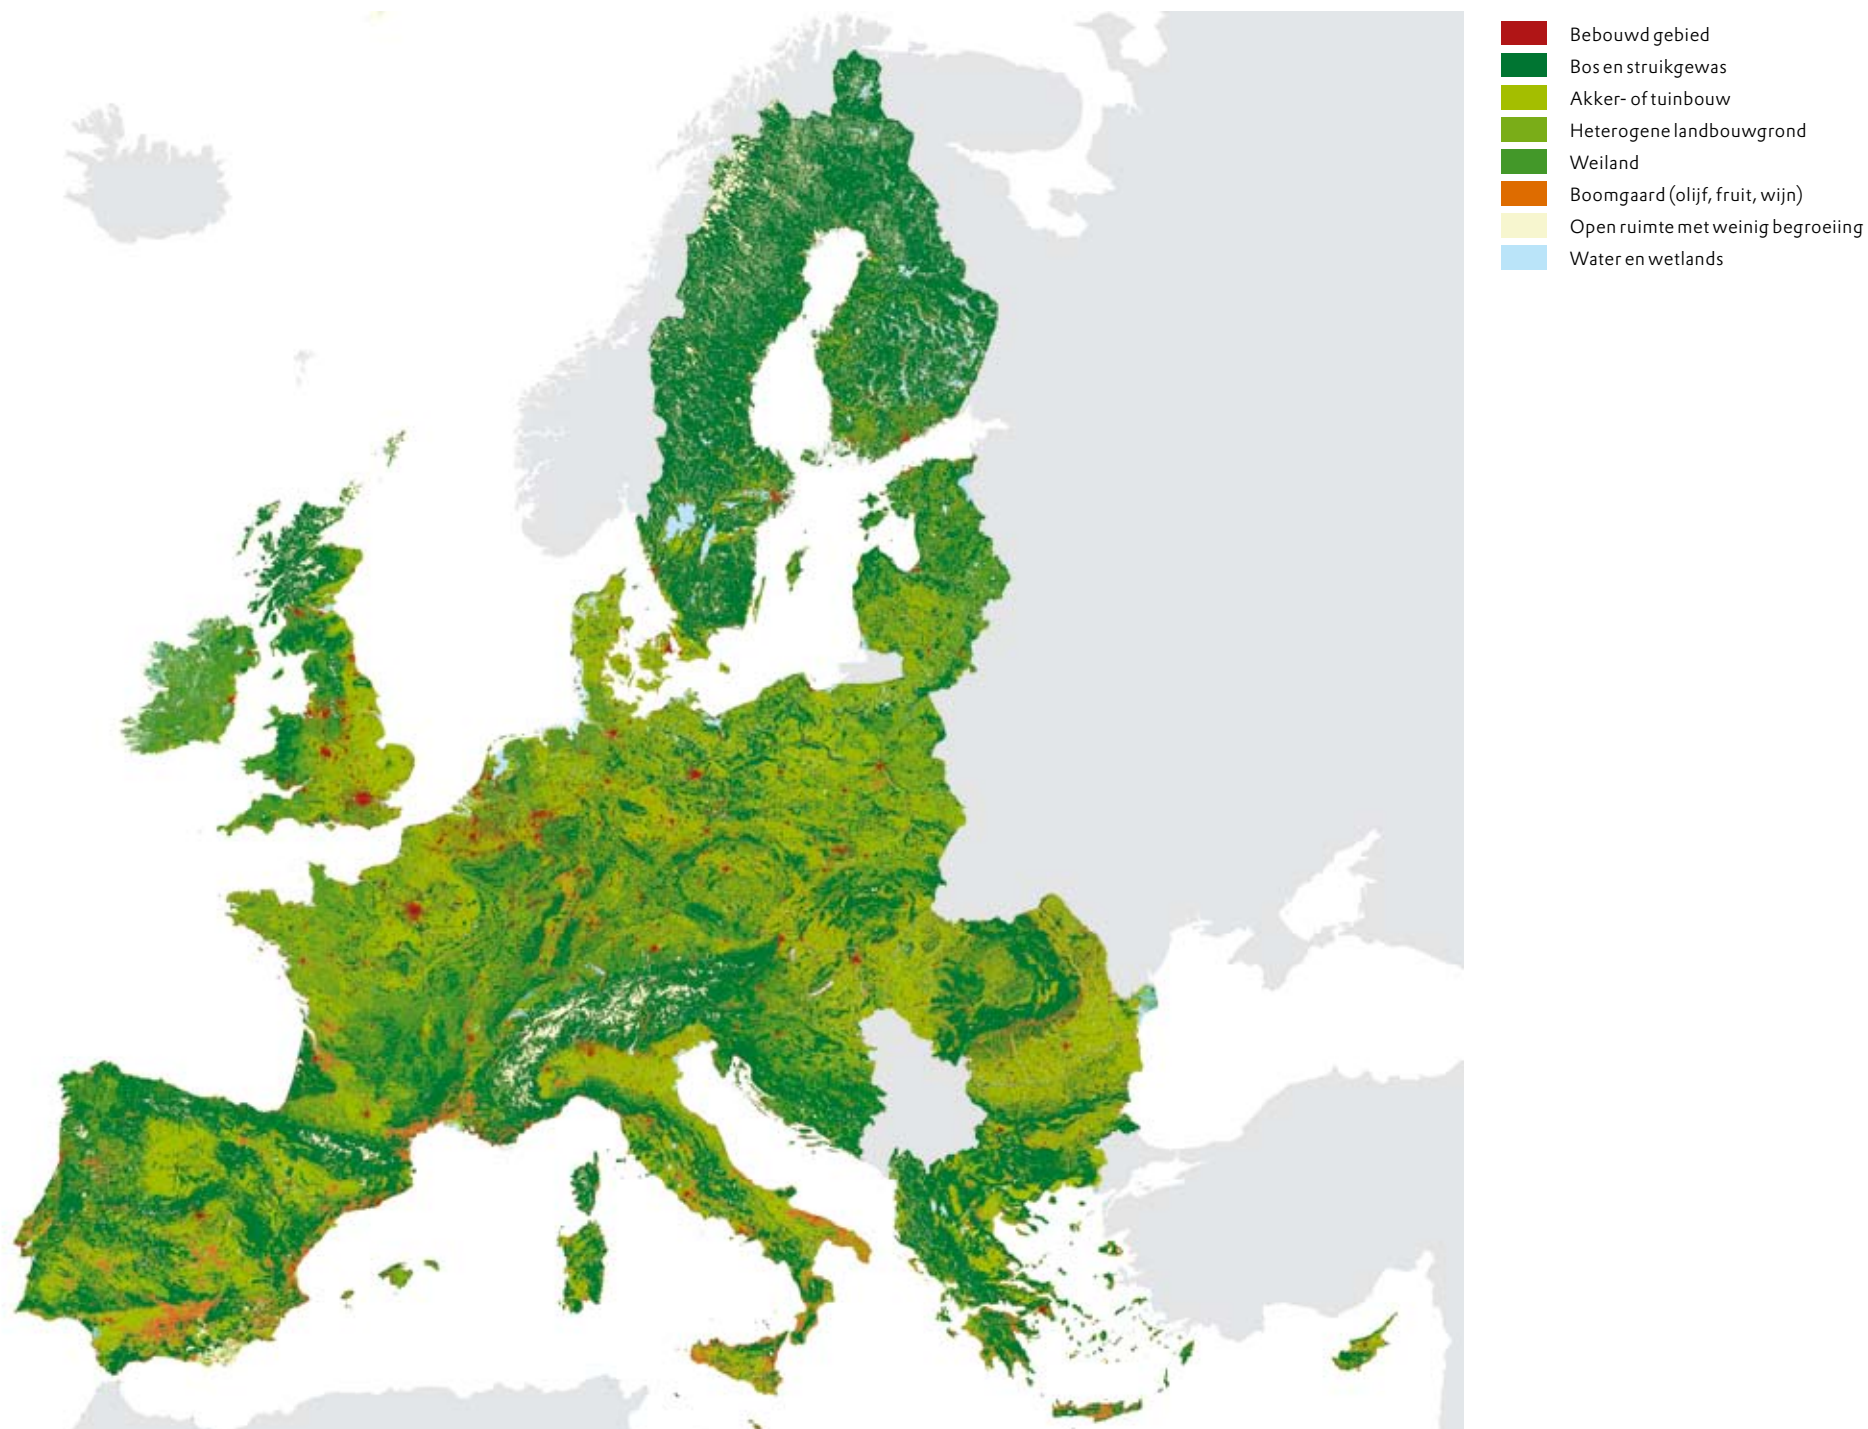 Bebouwd gebied
Bos en struikgewas
Akker- of tuinbouw
Heterogene landbouwgrond
Weiland
Boomgaard (olijf, fruit, wijn)
Open ruimte met weinig begroeiing
Water en wetlands